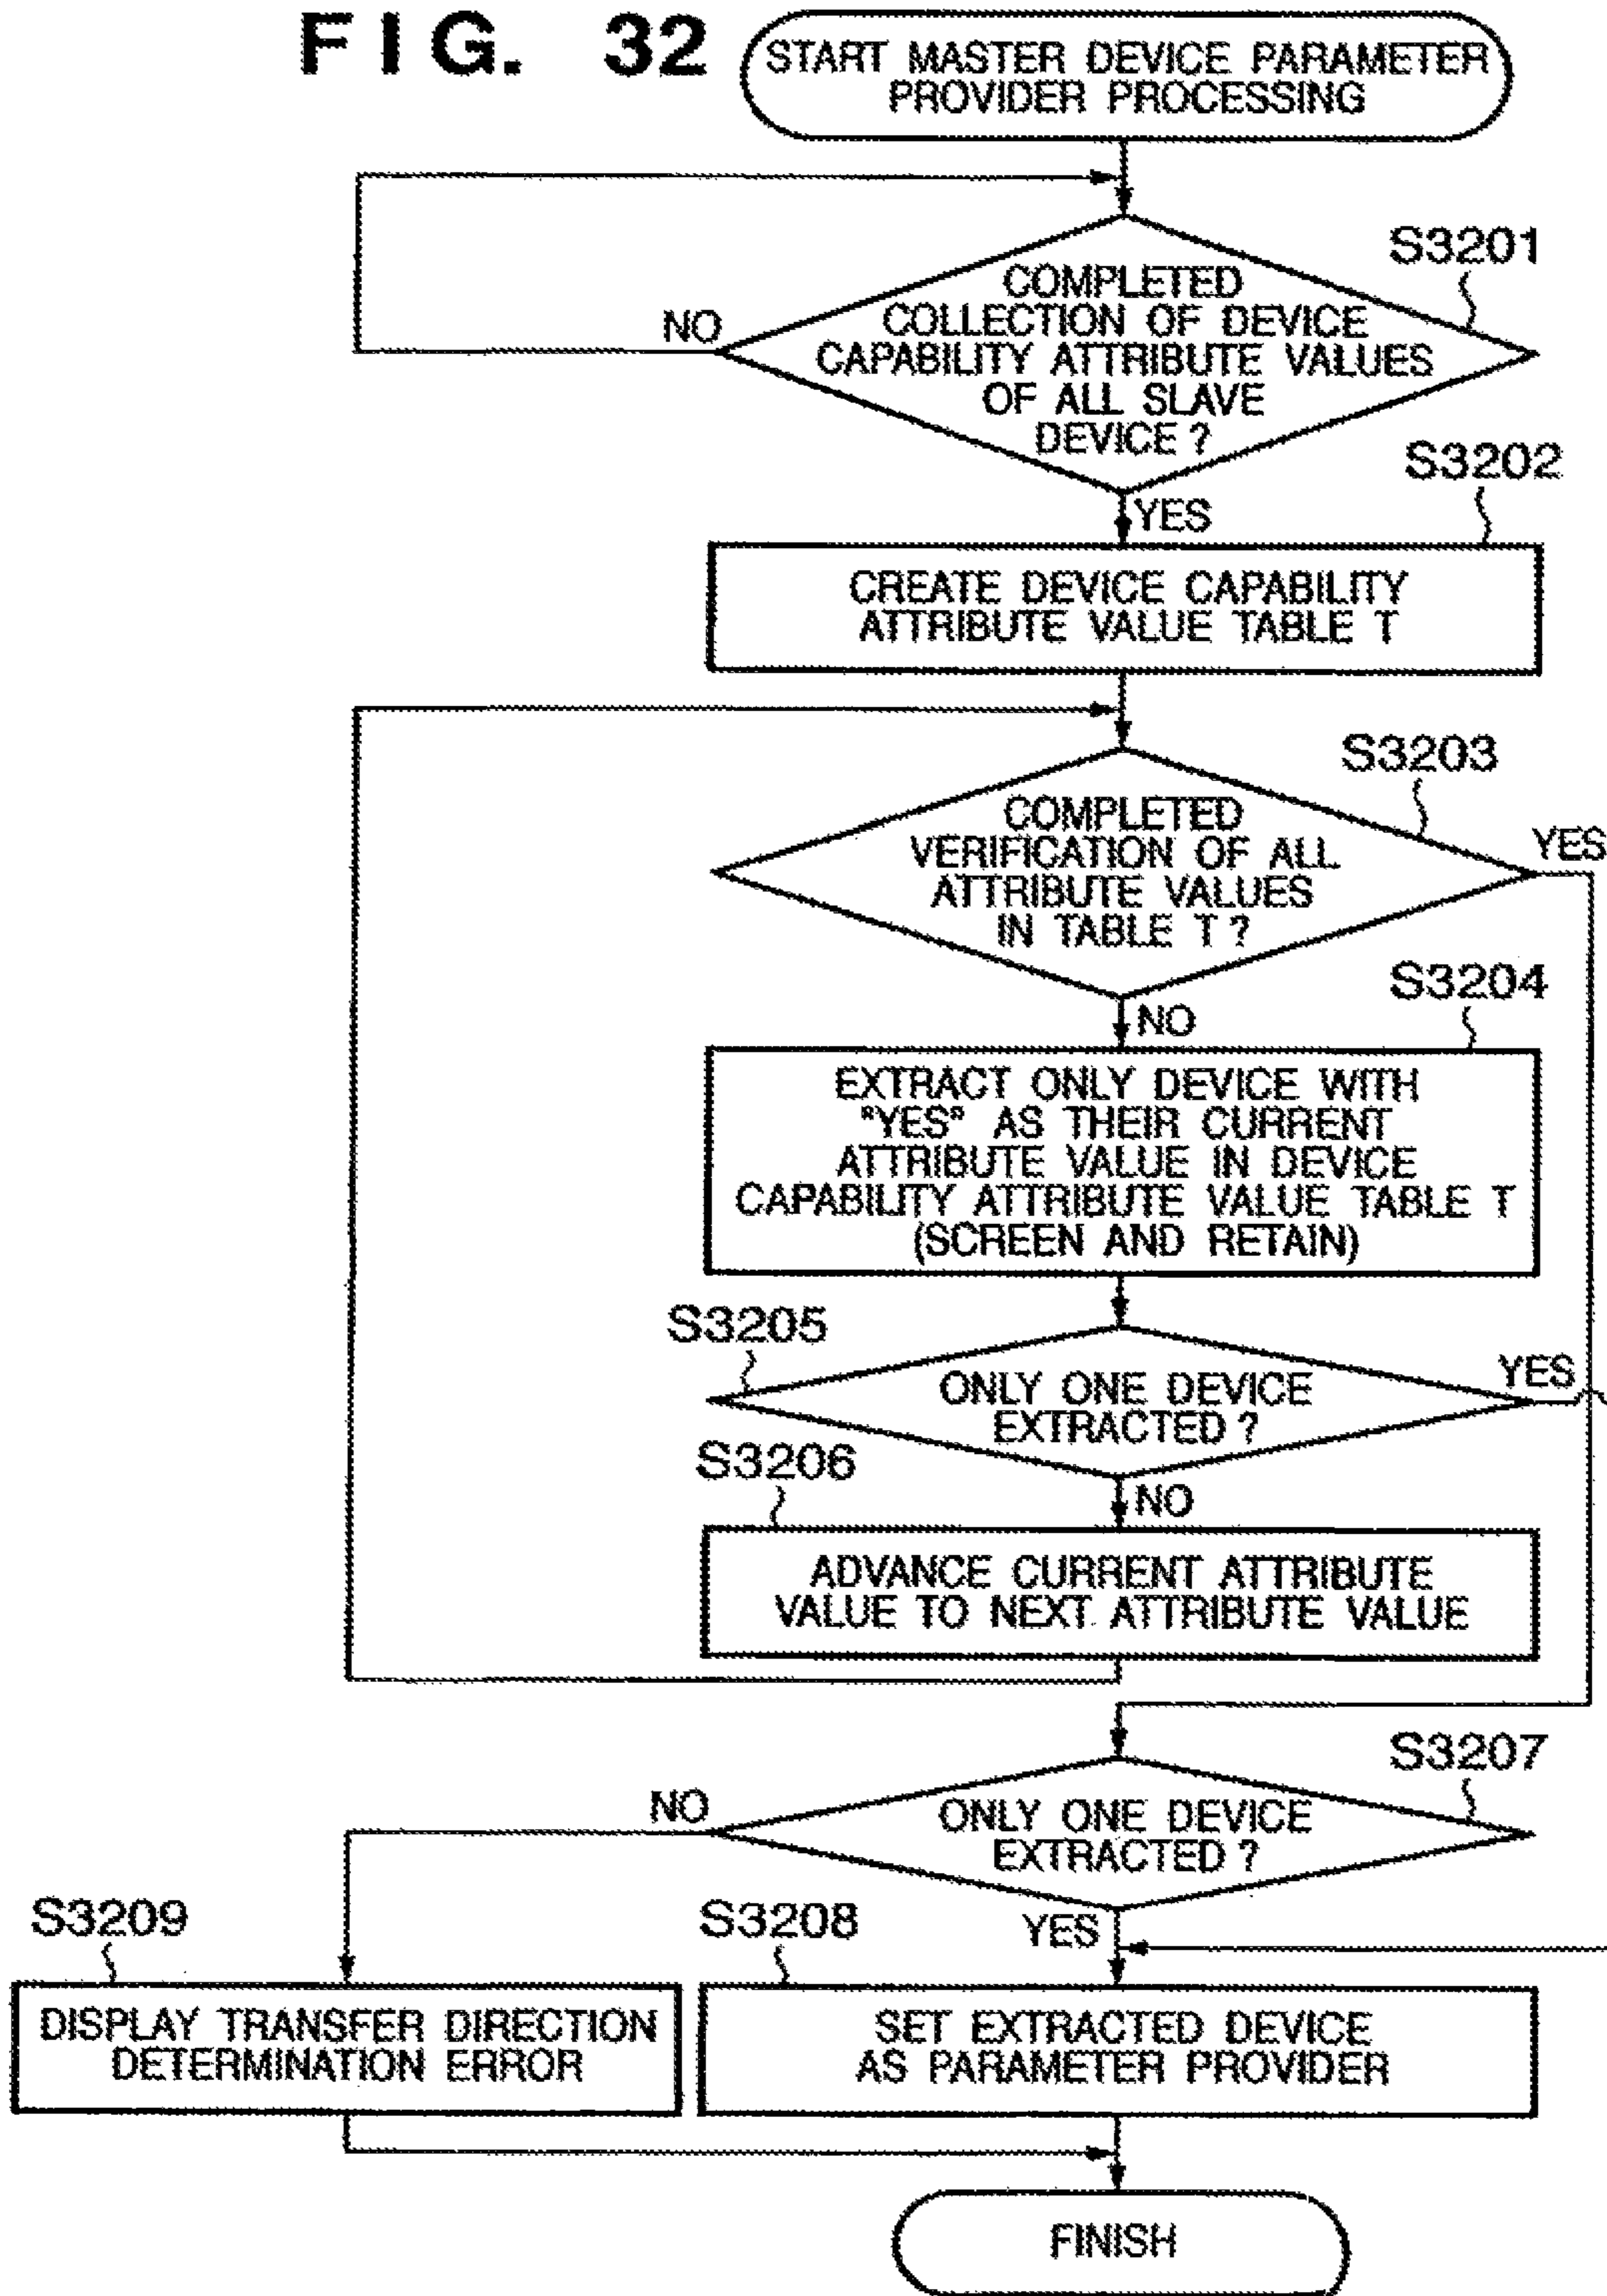 FIG. 32
START MASTER DEVICE PARAMETER
PROVIDER PROCESSING
S3201
COMPLETED
COLLECTION OF DEVICE
CAPABILITY ATTRIBUTE VALUES
OF ALL SLAVE
DEVICE?
NO
YES
S3202
CREATE DEVICE CAPABILITY
ATTRIBUTE VALUE TABLE T
S3203
COMPLETED
VERIFICATION OF ALL
ATTRIBUTE VALUES
IN TABLE T?
YES
NO
S3204
EXTRACT ONLY DEVICE WITH
"YES" AS THEIR CURRENT
ATTRIBUTE VALUE IN DEVICE
CAPABILITY ATTRIBUTE VALUE TABLE T
(SCREEN AND RETAIN)
S3205
ONLY ONE DEVICE
EXTRACTED?
YES
NO
S3206
ADVANCE CURRENT ATTRIBUTE
VALUE TO NEXT ATTRIBUTE VALUE
S3207
ONLY ONE DEVICE
EXTRACTED?
NO
YES
S3209
DISPLAY TRANSFER DIRECTION
DETERMINATION ERROR
S3208
SET EXTRACTED DEVICE
AS PARAMETER PROVIDER
FINISH